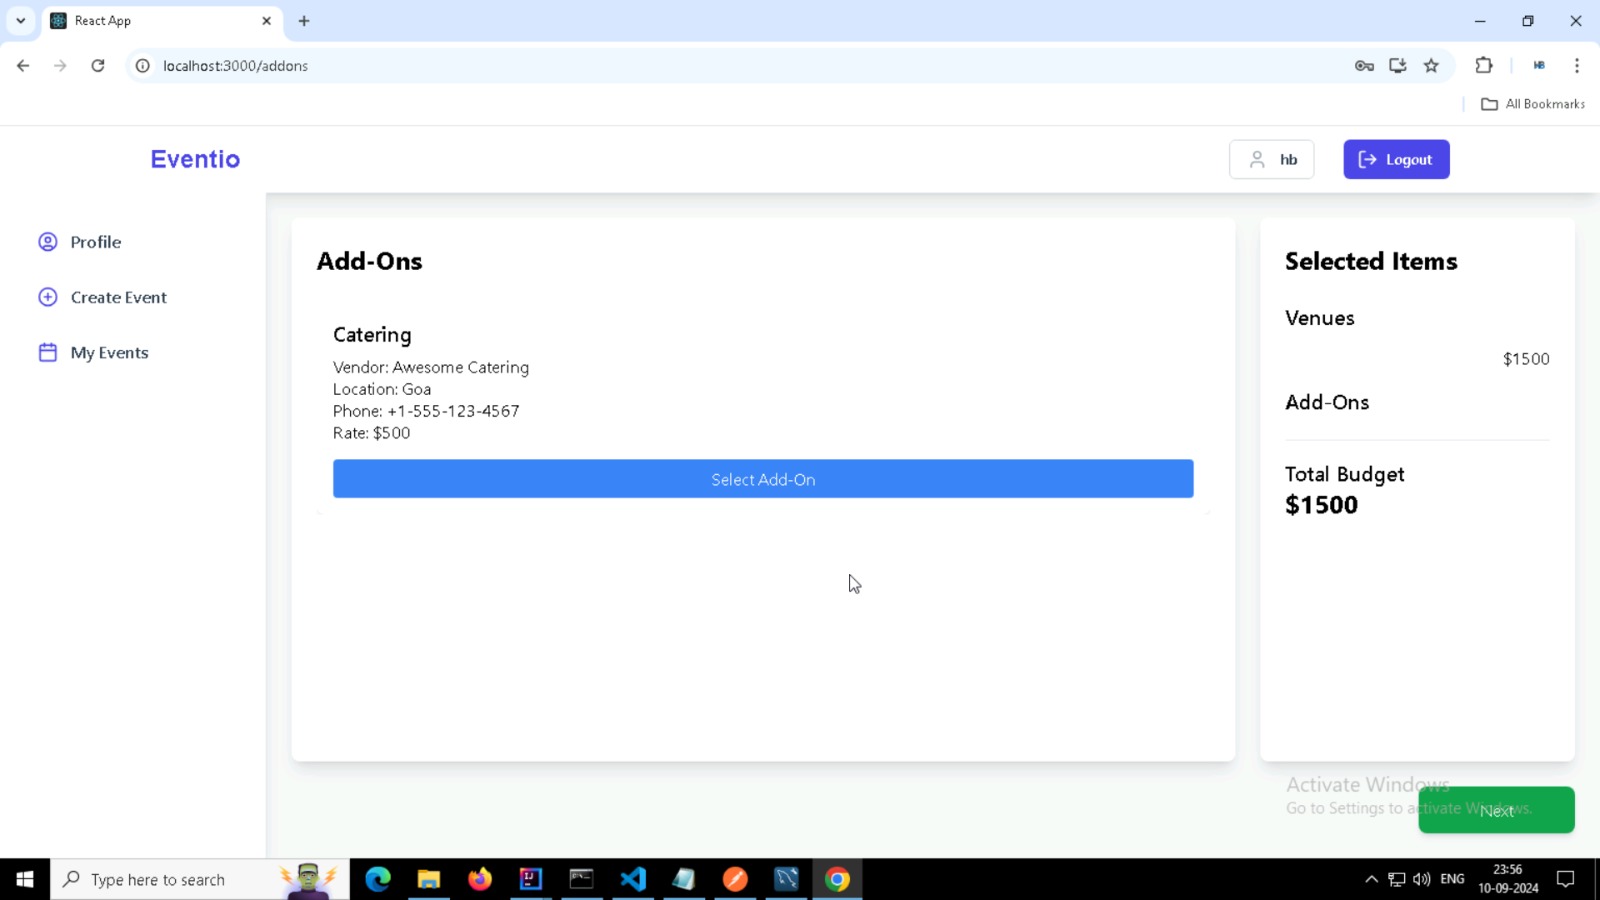 React App
localhost:3000/addons
All Bookmarks
Eventio
hb
Logout
Profile
Create Event
My Events
Add-Ons
Catering
Vendor: Awesome Catering
Location: Goa
Phone: +1-555-123-4567
Rate: $500
Select Add-On
Selected Items
Venues
$1500
Add-Ons
Total Budget
$1500
Activate Windows
Go to Settings to activate Windows.
Next
Type here to search
ENG
23:56
10-09-2024